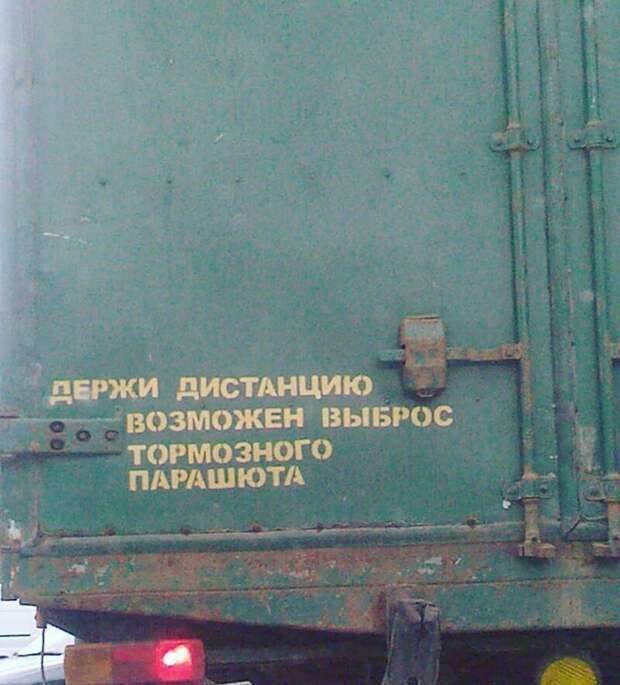 ДЕРЖИ ДИСТАНЦИЮ
ВОЗМОЖЕН ВЫБРОС
ТОРМОЗНОГО
ПАРАШЮТА